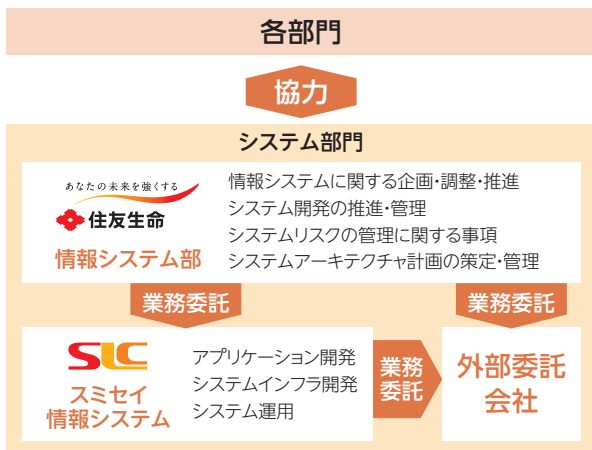 各部門
協力
システム部門
あなたの未来を強くする
住友生命
情報システム部
情報システムに関する企画・調整・推進
システム開発の推進・管理
システムリスクの管理に関する事項
システムアーキテクチャ計画の策定・管理
業務委託
業務委託
SLC
スミセイ
情報システム
アプリケーション開発
システムインフラ開発
システム運用
業務
委託
外部委託
会社